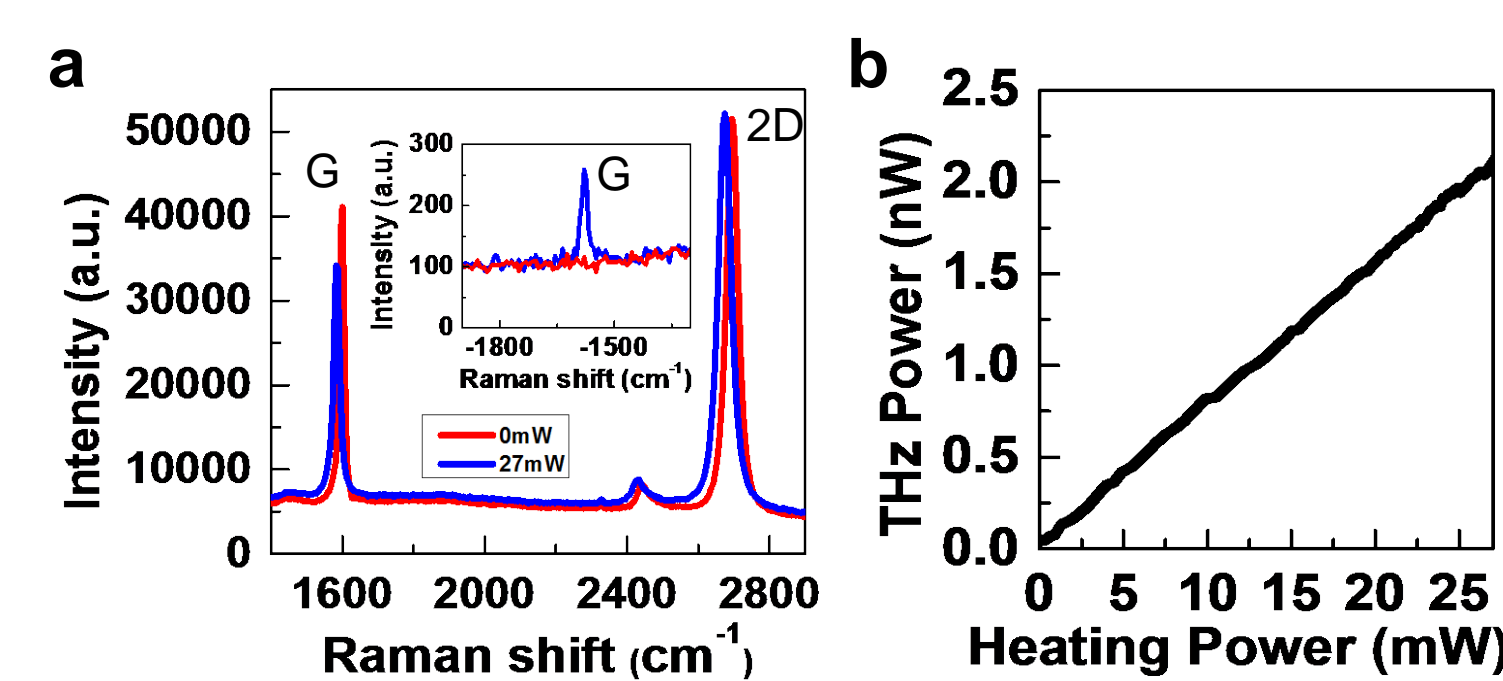 a
Intensity (a.u.)
50000
40000
30000
20000
10000
0
1600 2000 2400 2800
Raman shift (cm⁻¹)
G
2D
Intensity (a.u.)
300
200
100
0
G
-1800 -1500
Raman shift (cm⁻¹)
0mW
27mW
b
THz Power (nW)
2.5
2.0
1.5
1.0
0.5
0.0
0 5 10 15 20 25
Heating Power (mW)